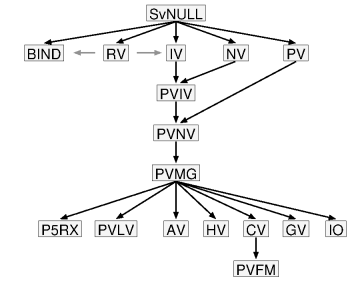 SvNULL
BIND RV IV NV PV
PVIV
PVNV
PVMG
P5RX PVLV AV HV CV GV IO
PVFM